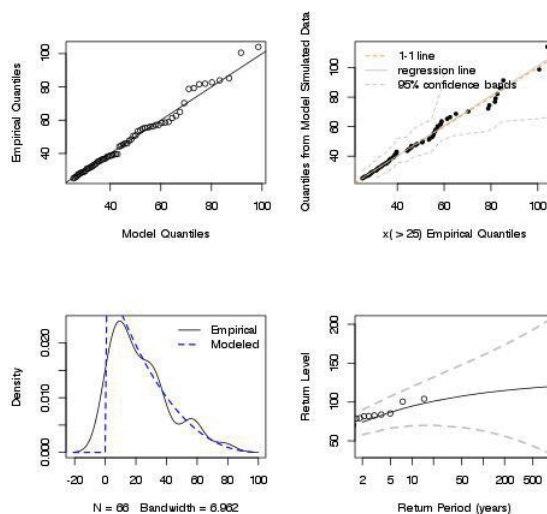 Empirical Quantiles
40 60 80 100
40 60 80 100
Model Quantiles
Quantiles from Model Simulated Data
40 60 80 100
1-1 line
regression line
95% confidence bands
40 60 80 100
x( > 25) Empirical Quantiles
Density
0.000 0.010 0.020
Empirical
Modeled
-20 0 20 40 60 80 100
N = 66 Bandwidth = 6.962
Return Level
50 100 150 200
2 5 10 20 50 100 200 500
Return Period (years)